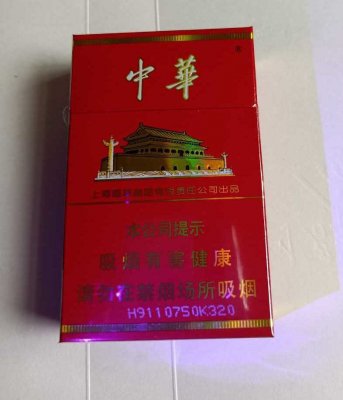 中華
上海烟草集团有限责任公司出品
本公司提示
吸烟有害健康
请勿在禁烟场所吸烟
H9110750K320